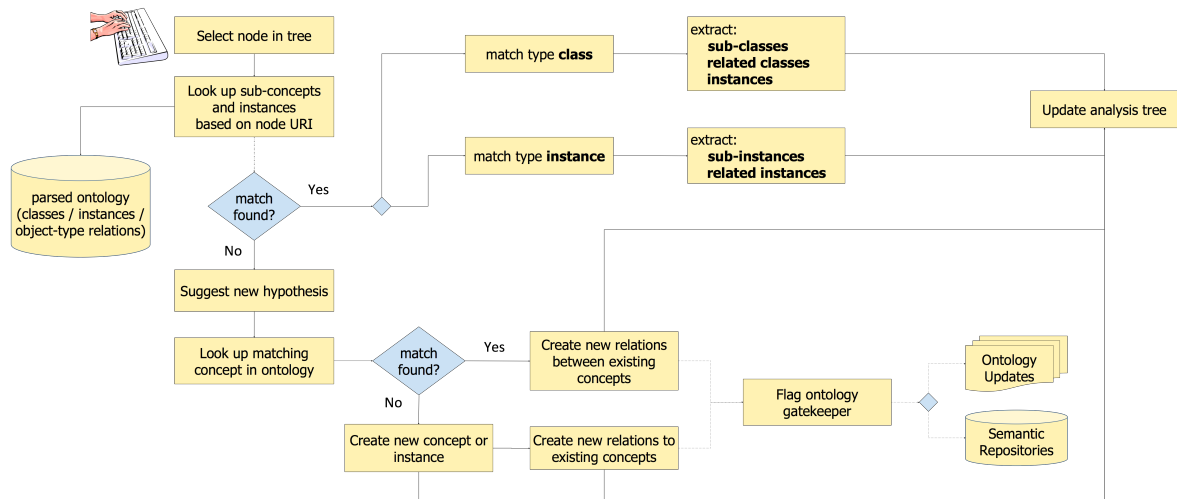 Select node in tree
Look up sub-concepts
and instances
based on node URI
parsed ontology
(classes / instances /
object-type relations)
match
found?
Yes
No
match type class
extract:
sub-classes
related classes
instances
Update analysis tree
match type instance
extract:
sub-instances
related instances
Suggest new hypothesis
Look up matching
concept in ontology
match
found?
Yes
No
Create new relations
between existing
concepts
Create new concept or
instance
Create new relations to
existing concepts
Flag ontology
gatekeeper
Ontology
Updates
Semantic
Repositories